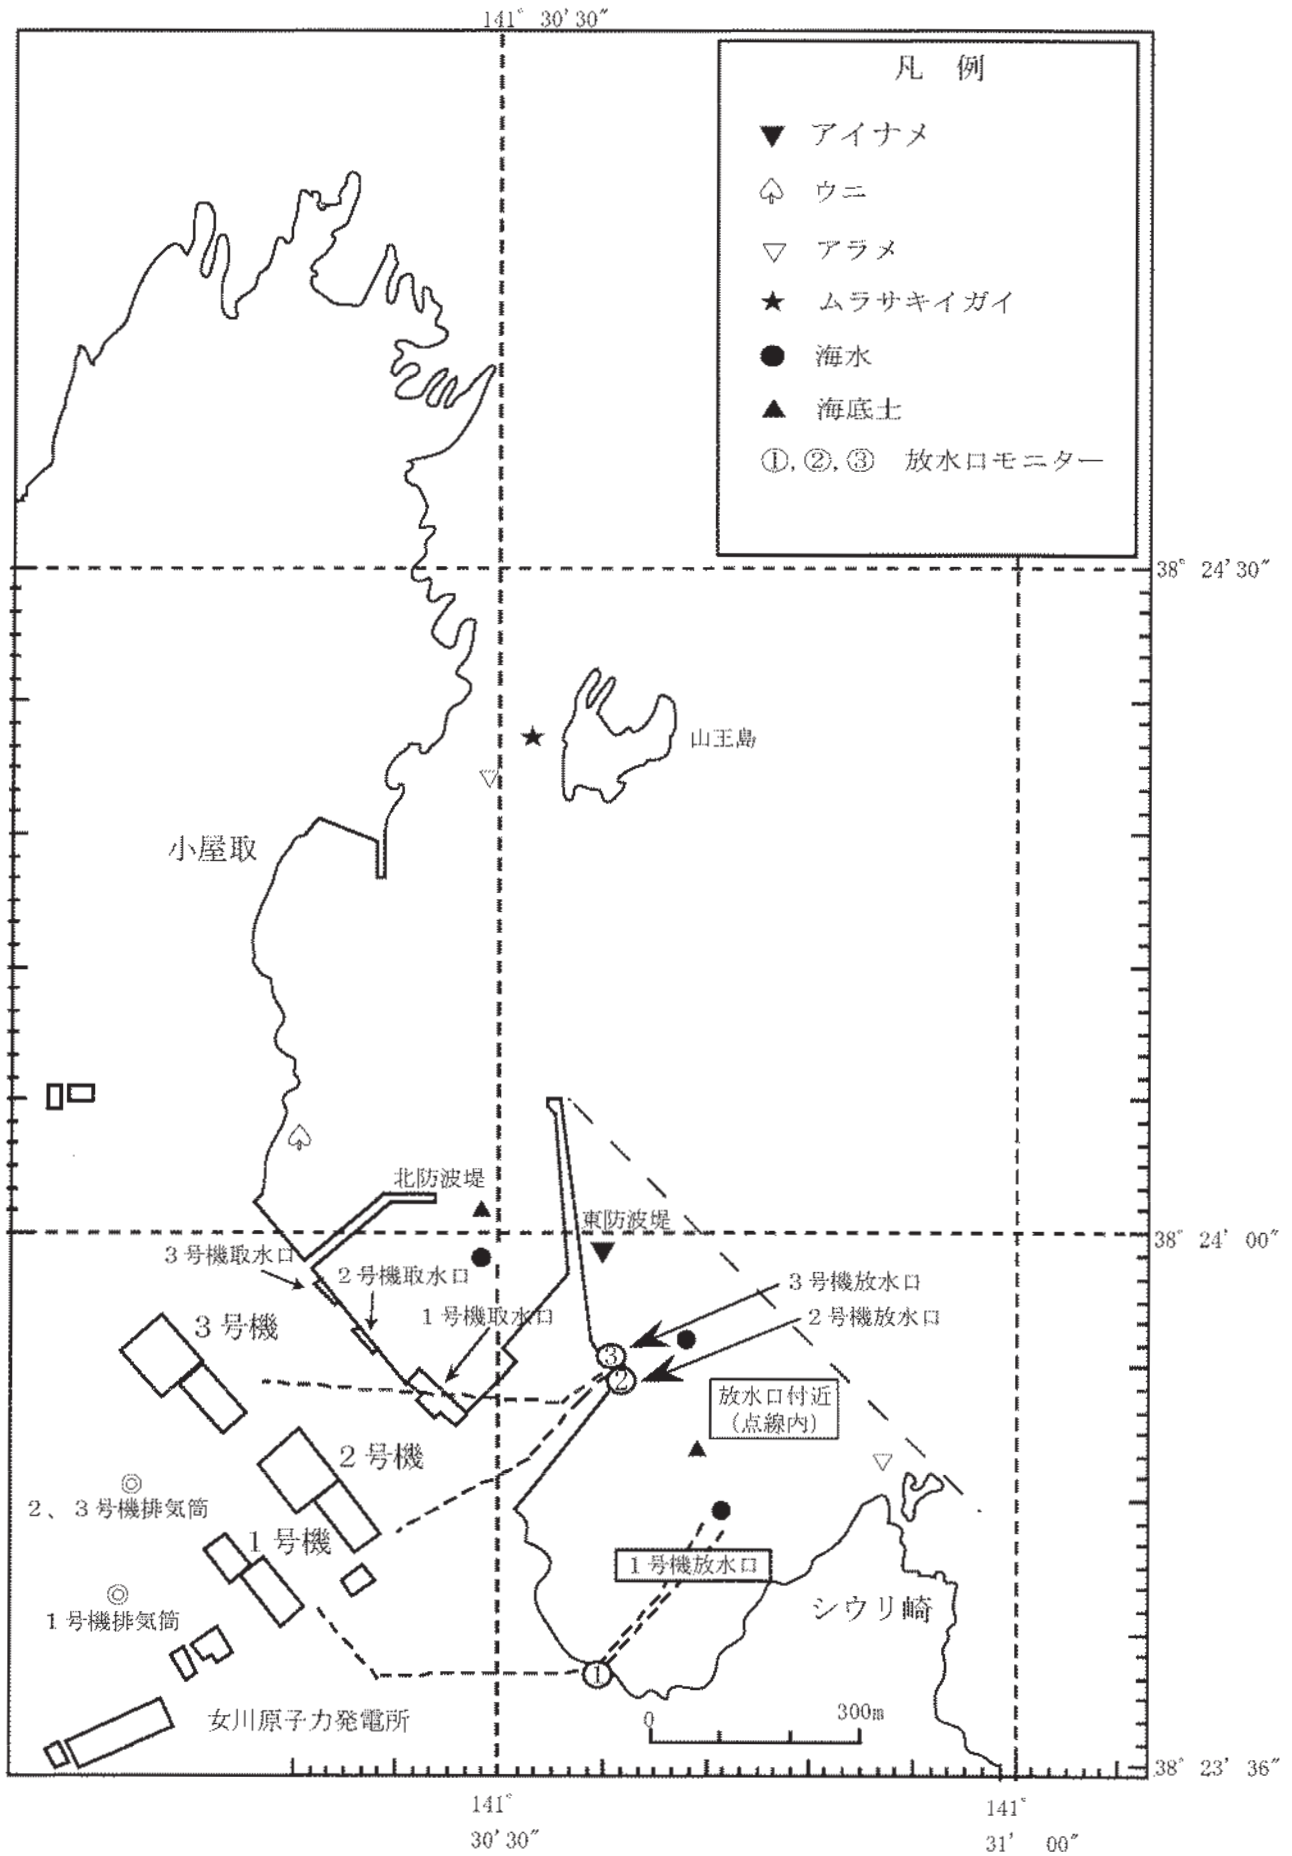 141° 30′30″
凡 例
アイナメ
ウニ
アラメ
ムラサキイガイ
海水
海底土
①,②,③ 放水口モニター
38° 24′30″
山王島
小屋取
北防波堤
東防波堤
38° 24′00″
3号機取水口
2号機取水口
1号機取水口
3号機放水口
2号機放水口
3号機
③
②
放水口付近
(点線内)
2号機
2、3号機排気筒
1号機
1号機放水口
1号機排気筒
シウリ崎
①
女川原子力発電所
0
300m
38° 23′36″
141°
30′30″
141°
31′ 00″